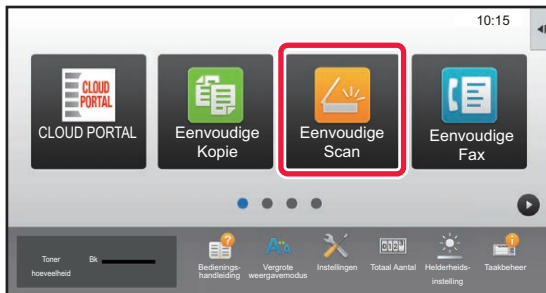 10:15
CLOUD
PORTAL
CLOUD PORTAL
Eenvoudige
Kopie
Eenvoudige
Scan
Eenvoudige
Fax
Toner
hoeveelheid
Bk
Bedienings-
handleiding
Vergrote
weergavemodus
Instellingen
Totaal Aantal
Helderheids-
instelling
Taakbeheer